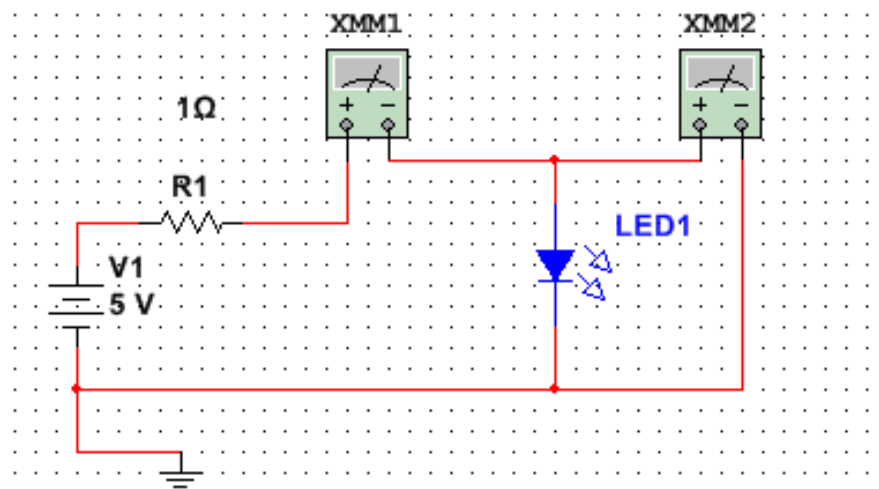 XMM1
XMM2
+ −
+ −
1Ω
R1
LED1
V1
5 V